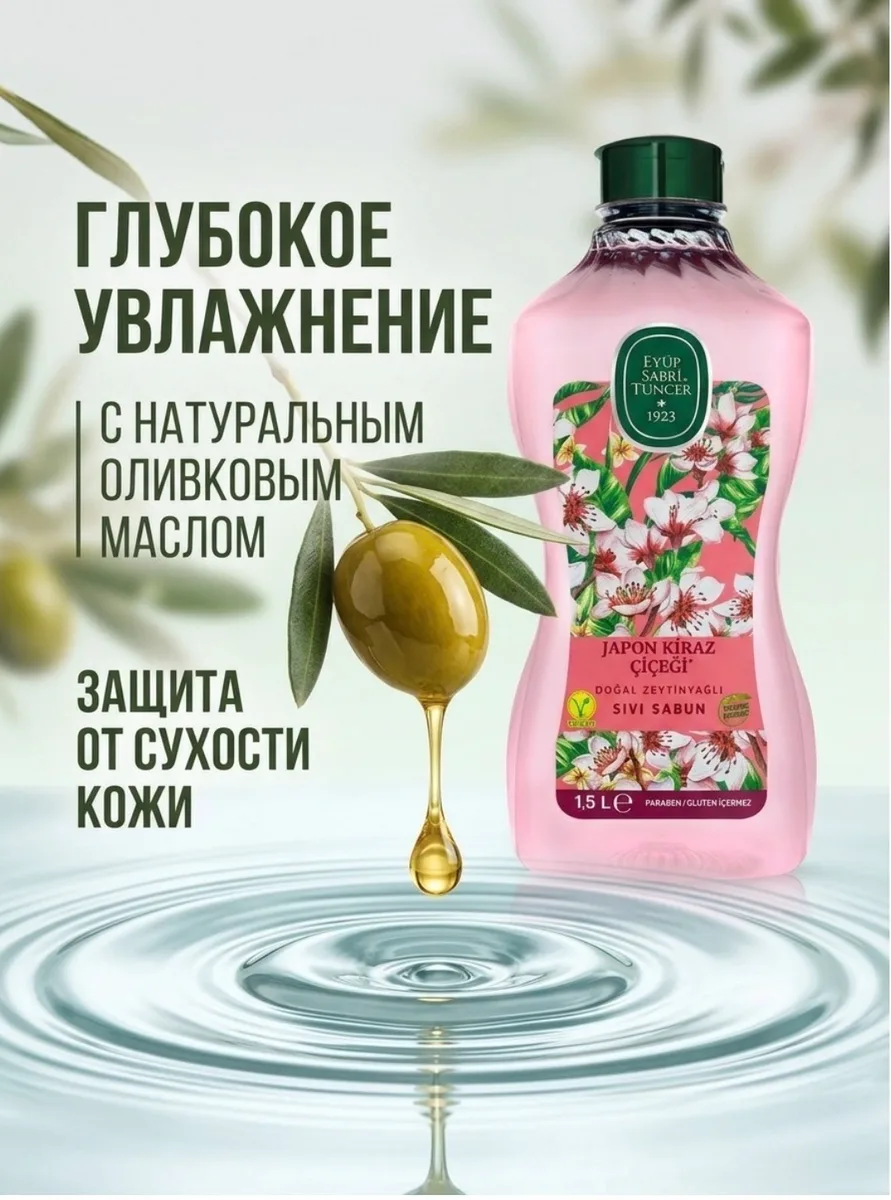 ГЛУБОКОЕ
УВЛАЖНЕНИЕ
С НАТУРАЛЬНЫМ
ОЛИВКОВЫМ
МАСЛОМ
ЗАЩИТА
ОТ СУХОСТИ
КОЖИ
EYÜP
SABRİ
TUNCER
1923
JAPON KİRAZ
ÇİÇEĞİ*
DOĞAL ZEYTİNYAĞLI
SIVI SABUN
1,5 L℮
PARABEN / GLUTEN İÇERMEZ